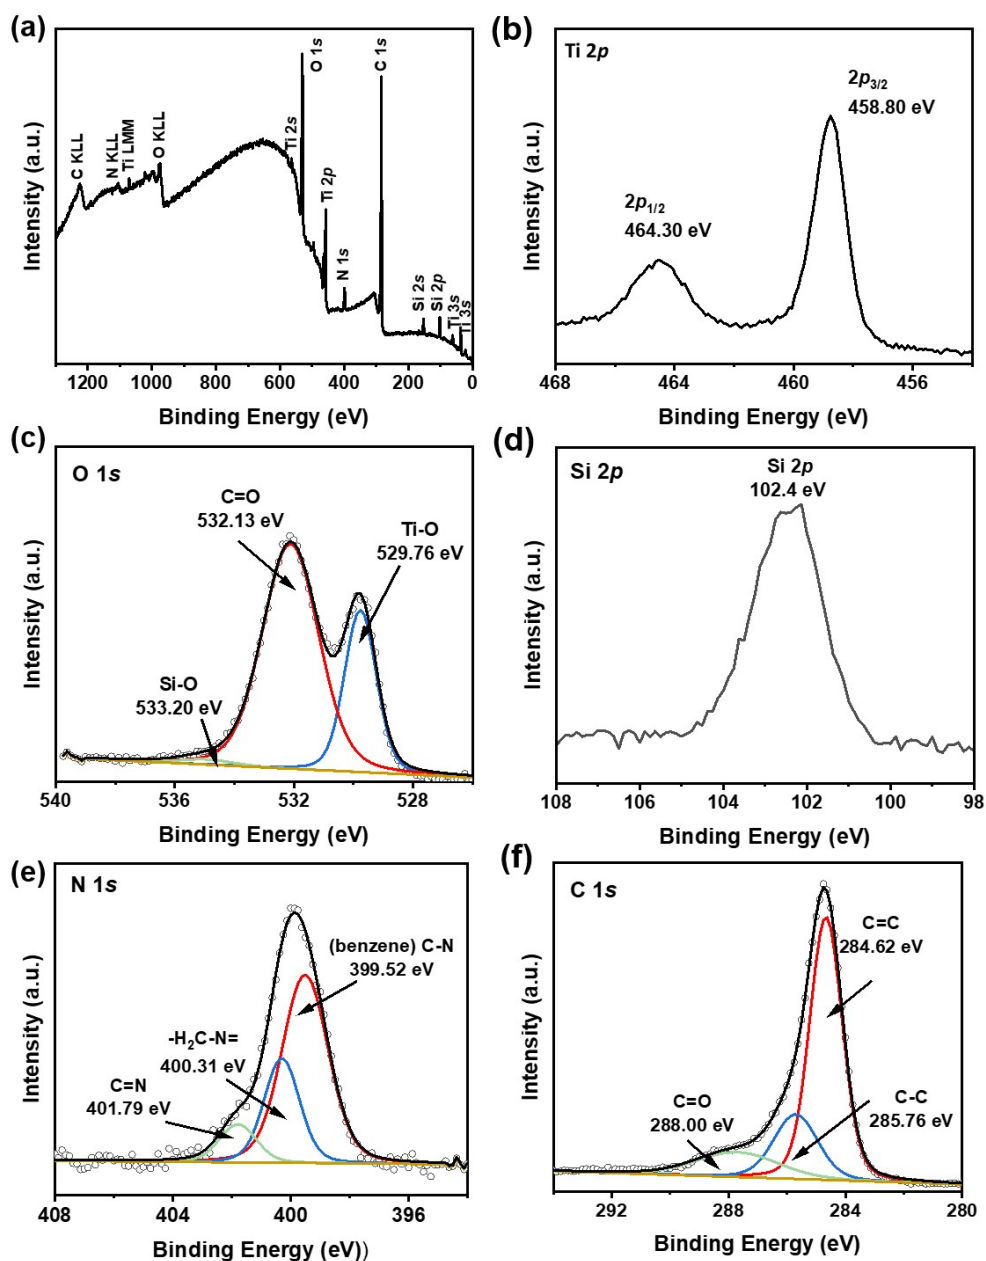 (a)
Intensity (a.u.)
C KLL
N KLL
Ti LMM
O KLL
Ti 2s
O 1s
Ti 2p
N 1s
C 1s
Si 2s
Si 2p
Ti 3s
Ti 3s
1200 1000 800 600 400 200 0
Binding Energy (eV)
(b)
Intensity (a.u.)
Ti 2p
2p3/2
458.80 eV
2p1/2
464.30 eV
468 464 460 456
Binding Energy (eV)
(c)
Intensity (a.u.)
O 1s
C=O
532.13 eV
Ti-O
529.76 eV
Si-O
533.20 eV
540 536 532 528
Binding Energy (eV)
(d)
Intensity (a.u.)
Si 2p
Si 2p
102.4 eV
108 106 104 102 100 98
Binding Energy (eV)
(e)
Intensity (a.u.)
N 1s
(benzene) C-N
399.52 eV
-H2C-N=
400.31 eV
C=N
401.79 eV
408 404 400 396
Binding Energy (eV))
(f)
Intensity (a.u.)
C 1s
C=C
284.62 eV
C=O
288.00 eV
C-C
285.76 eV
292 288 284 280
Binding Energy (eV)